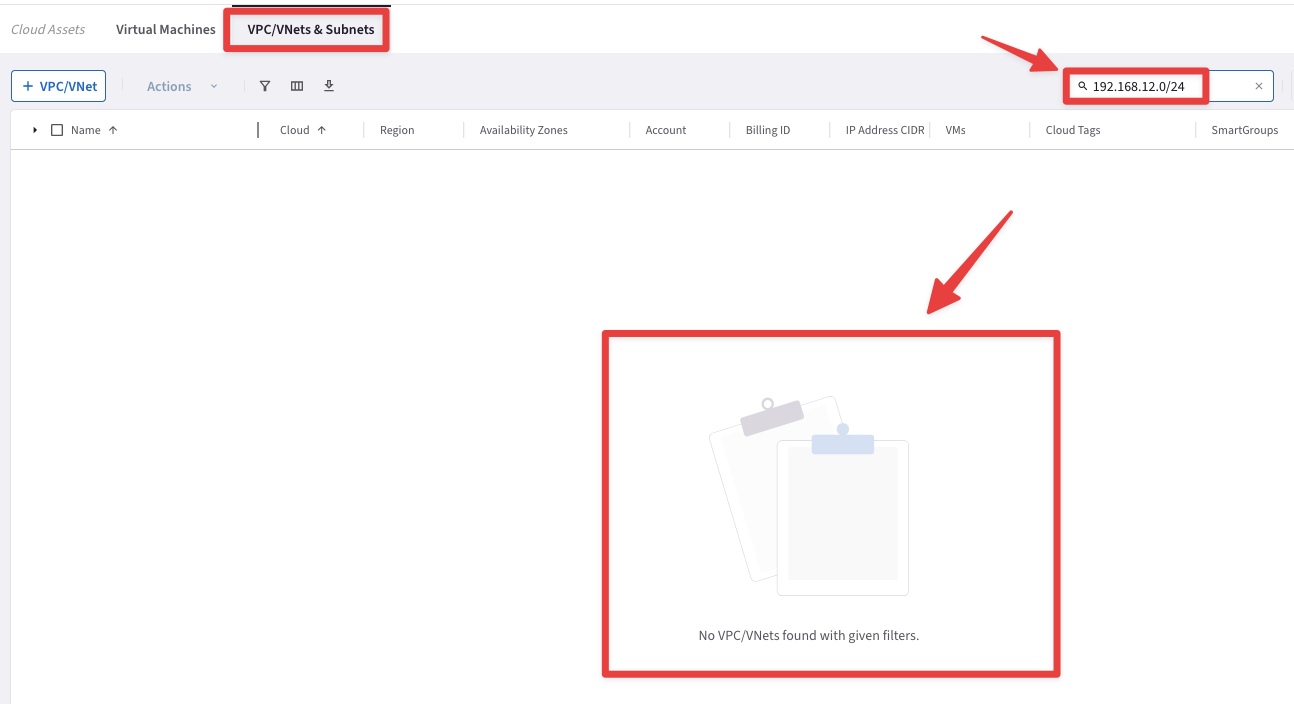 Cloud Assets Virtual Machines VPC/VNets & Subnets
+ VPC/VNet Actions 192.168.12.0/24 ×
Name Cloud Region Availability Zones Account Billing ID IP Address CIDR VMs Cloud Tags SmartGroups
No VPC/VNets found with given filters.